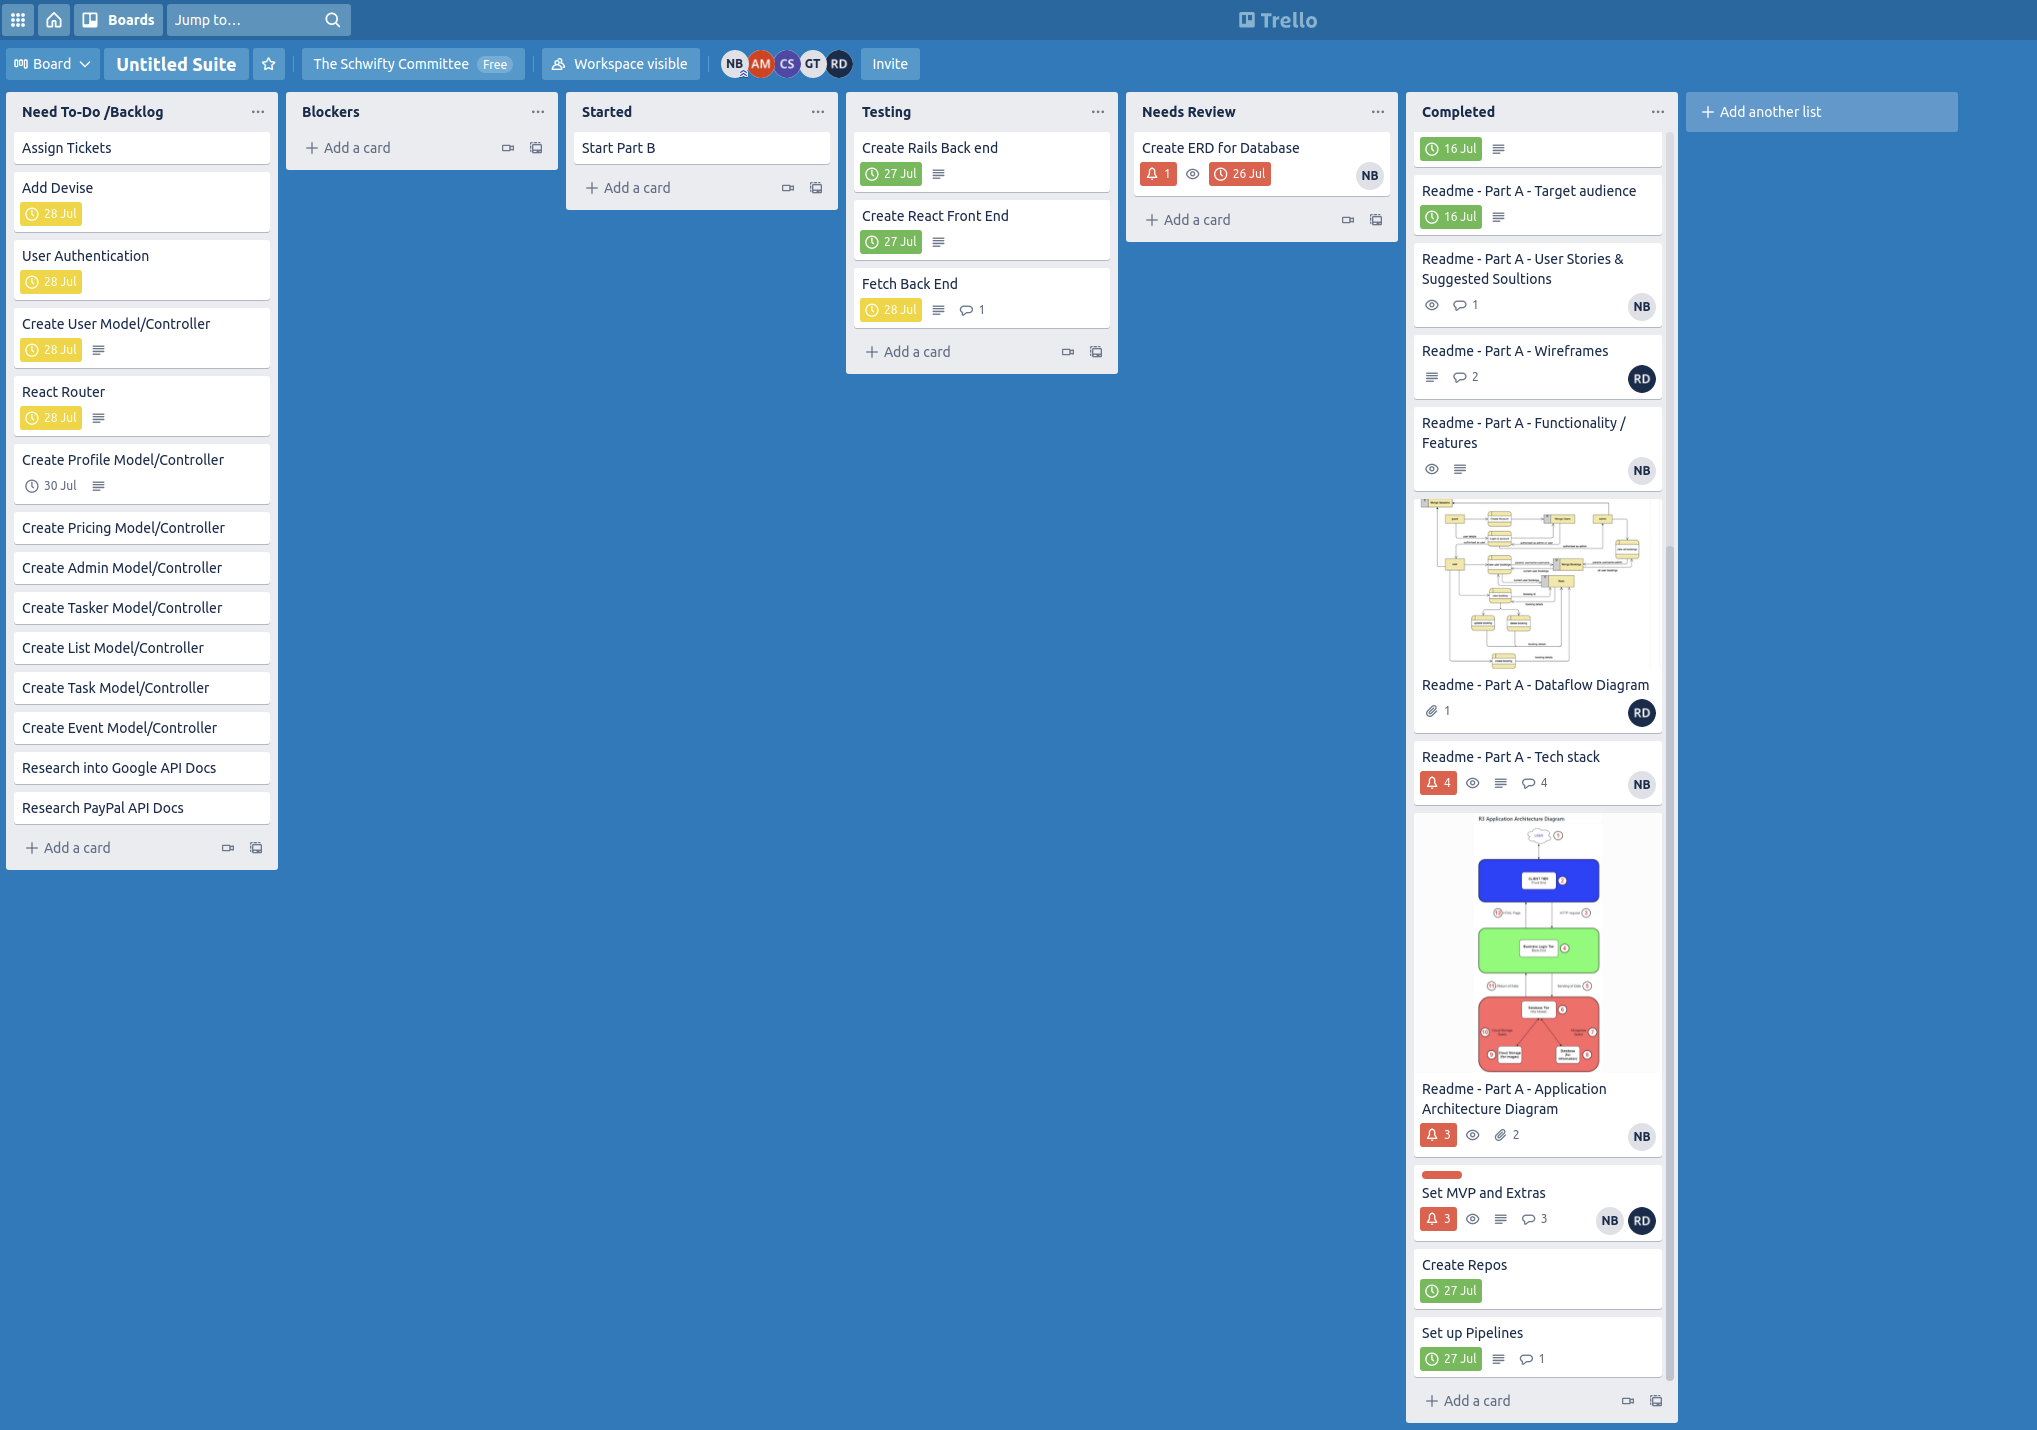 Boards
Jump to...
Trello
Board
Untitled Suite
The Schwifty Committee Free
Workspace visible
NB AM CS GT RD
Invite
Need To-Do /Backlog
Assign Tickets
Add Devise
28 Jul
User Authentication
28 Jul
Create User Model/Controller
28 Jul
React Router
28 Jul
Create Profile Model/Controller
30 Jul
Create Pricing Model/Controller
Create Admin Model/Controller
Create Tasker Model/Controller
Create List Model/Controller
Create Task Model/Controller
Create Event Model/Controller
Research into Google API Docs
Research PayPal API Docs
+ Add a card
Blockers
+ Add a card
Started
Start Part B
+ Add a card
Testing
Create Rails Back end
27 Jul
Create React Front End
27 Jul
Fetch Back End
28 Jul 1
+ Add a card
Needs Review
Create ERD for Database
1 26 Jul NB
+ Add a card
Completed
16 Jul
Readme - Part A - Target audience
16 Jul
Readme - Part A - User Stories &
Suggested Soultions
1 NB
Readme - Part A - Wireframes
2 RD
Readme - Part A - Functionality /
Features
NB
Readme - Part A - Dataflow Diagram
1 RD
Readme - Part A - Tech stack
4 4 NB
R3 Application Architecture Diagram
Readme - Part A - Application
Architecture Diagram
3 2 NB
Set MVP and Extras
3 3 NB RD
Create Repos
27 Jul
Set up Pipelines
27 Jul 1
+ Add a card
+ Add another list